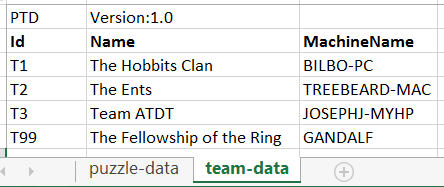 PTD Version:1.0
Id Name MachineName
T1 The Hobbits Clan BILBO-PC
T2 The Ents TREEBEARD-MAC
T3 Team ATDT JOSEPHJ-MYHP
T99 The Fellowship of the Ring GANDALF
puzzle-data team-data